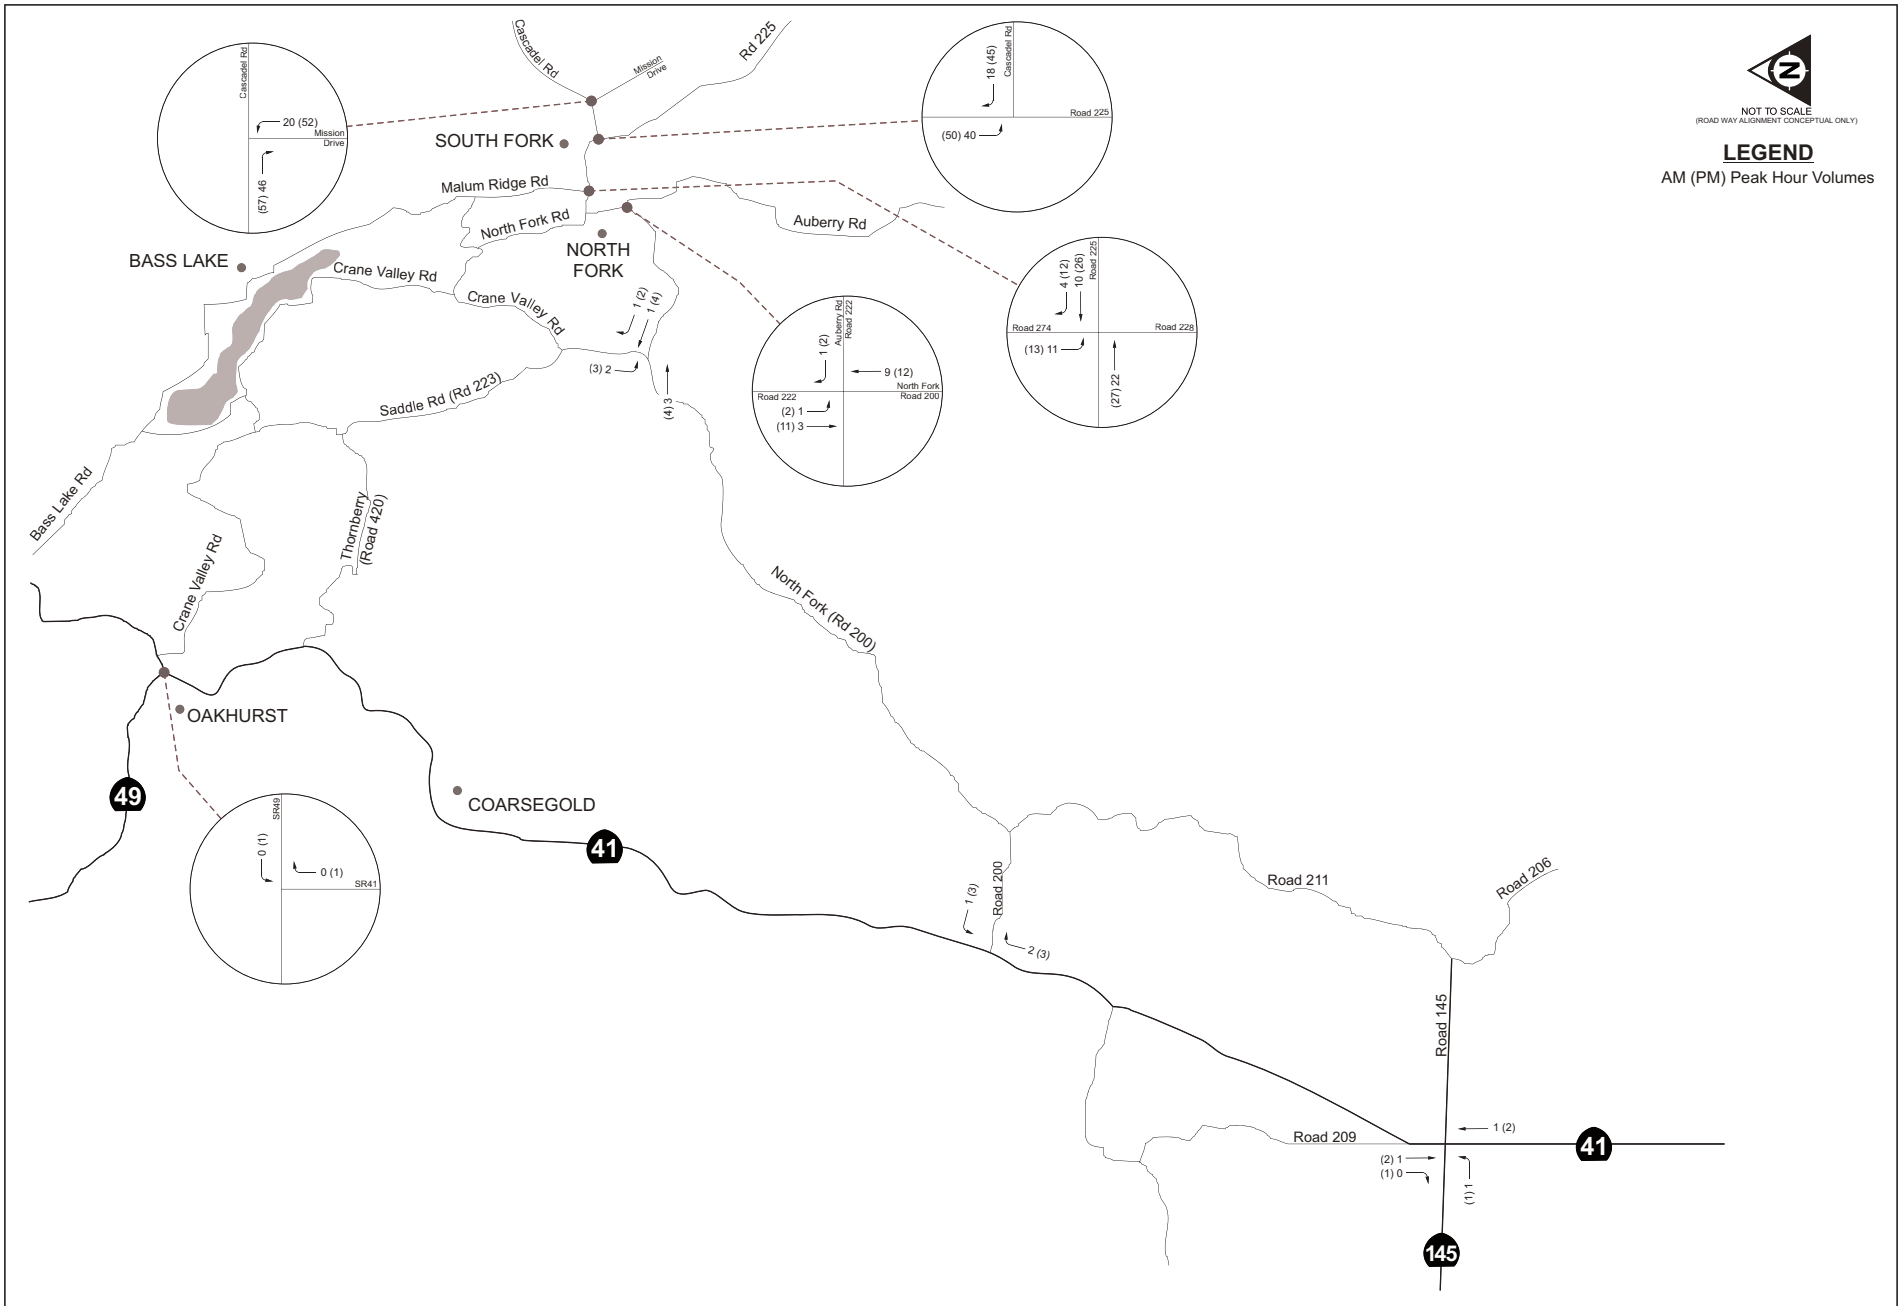 Cascadel Rd
20 (52)
Mission
Drive
(57) 46
Cascadel Rd
Mission
Drive
Rd 225
18 (45)
Cascadel Rd
Road 225
(50) 40
N
NOT TO SCALE
(ROAD WAY ALIGNMENT CONCEPTUAL ONLY)
LEGEND
AM (PM) Peak Hour Volumes
SOUTH FORK
Malum Ridge Rd
North Fork Rd
NORTH
FORK
Auberry Rd
BASS LAKE
Crane Valley Rd
Crane Valley Rd
1 (2)
1 (4)
(3) 2
(4) 3
4 (12)
10 (26)
Road 225
Road 274
Road 228
(13) 11
(27) 22
Auberry Rd
Road 222
1 (2)
9 (12)
North Fork
Road 200
Road 222
(2) 1
(11) 3
Saddle Rd (Rd 223)
Bass Lake Rd
Thornberry
(Road 420)
Crane Valley Rd
North Fork (Rd 200)
OAKHURST
49
COARSEGOLD
41
SR49
0 (1)
0 (1)
SR41
1 (3)
Road 200
2 (3)
Road 211
Road 206
Road 145
Road 209
1 (2)
41
(2) 1
(1) 0
(1) 1
145